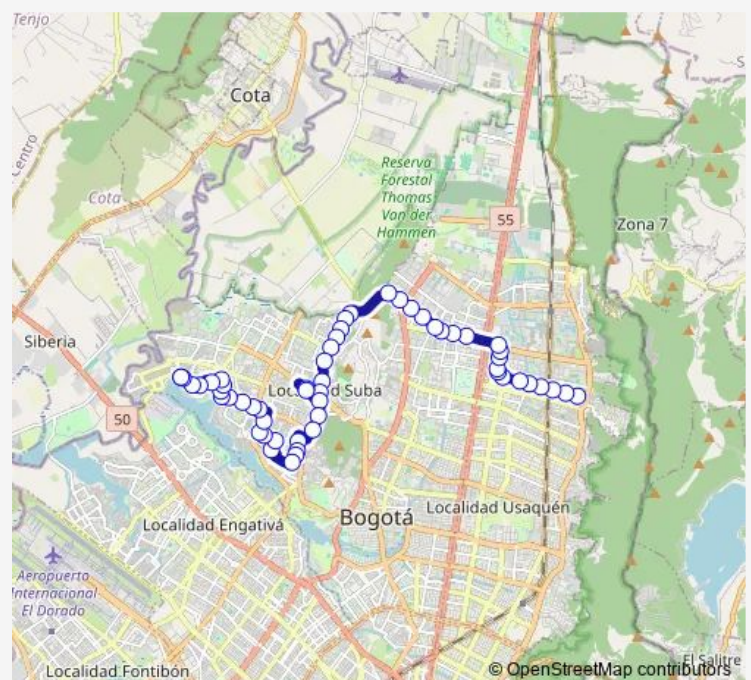 Tenjo
Cota
Centro
Cota
Reserva
Forestal
Thomas
Van der
Hammen
55
Zona 7
Siberia
50
Localidad Suba
Localidad Engativá
Bogotá
Localidad Usaquén
Aeropuerto
Internacional
El Dorado
Localidad Fontibón
El Salitre
© OpenStreetMap contributors